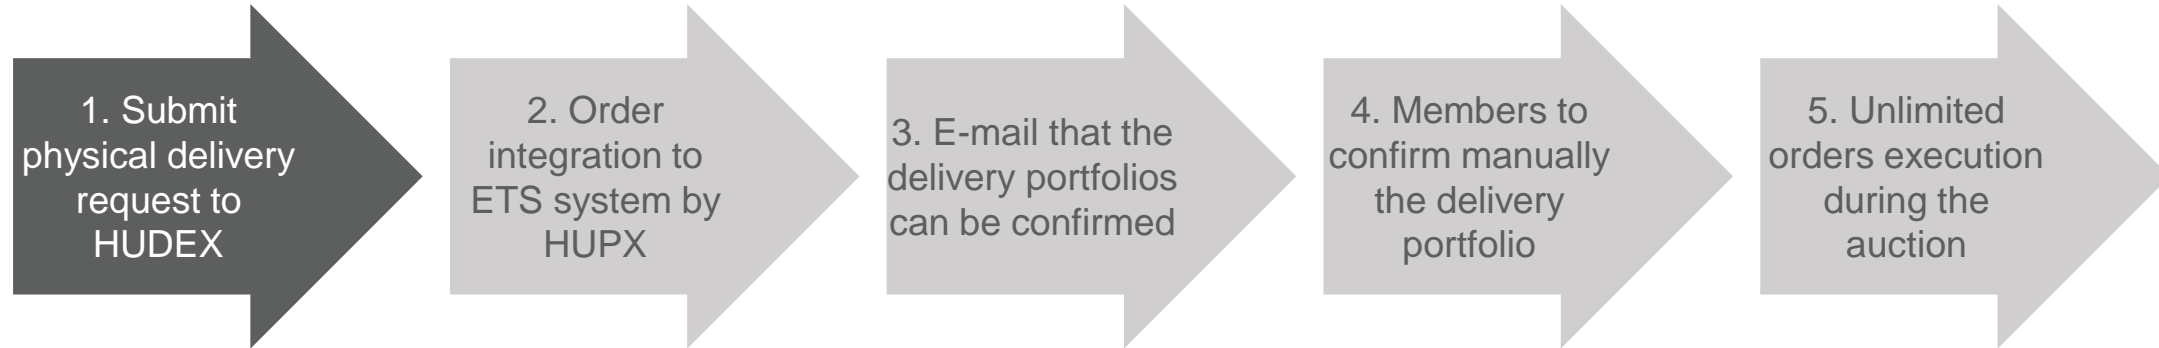 1. Submit
physical delivery
request to
HUDEX
2. Order
integration to
ETS system by
HUPX
3. E-mail that the
delivery portfolios
can be confirmed
4. Members to
confirm manually
the delivery
portfolio
5. Unlimited
orders execution
during the
auction